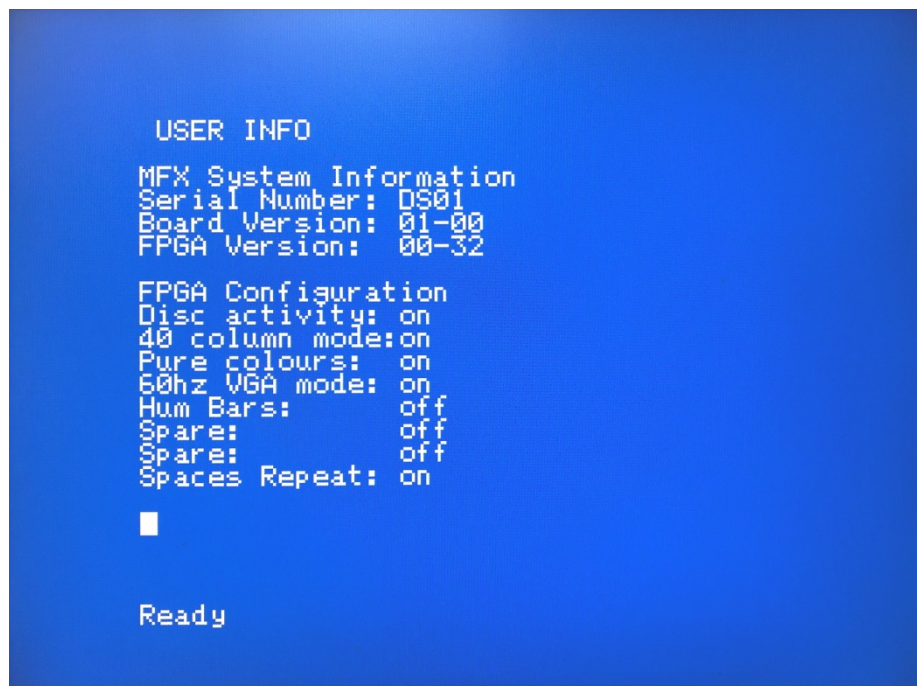 USER INFO
MFX System Information
Serial Number: DS01
Board Version: 01-00
FPGA Version: 00-32
FPGA Configuration
Disc activity: on
40 column mode:on
Pure colours: on
60hz VGA mode: on
Hum Bars: off
Spare: off
Spare: off
Spaces Repeat: on
Ready